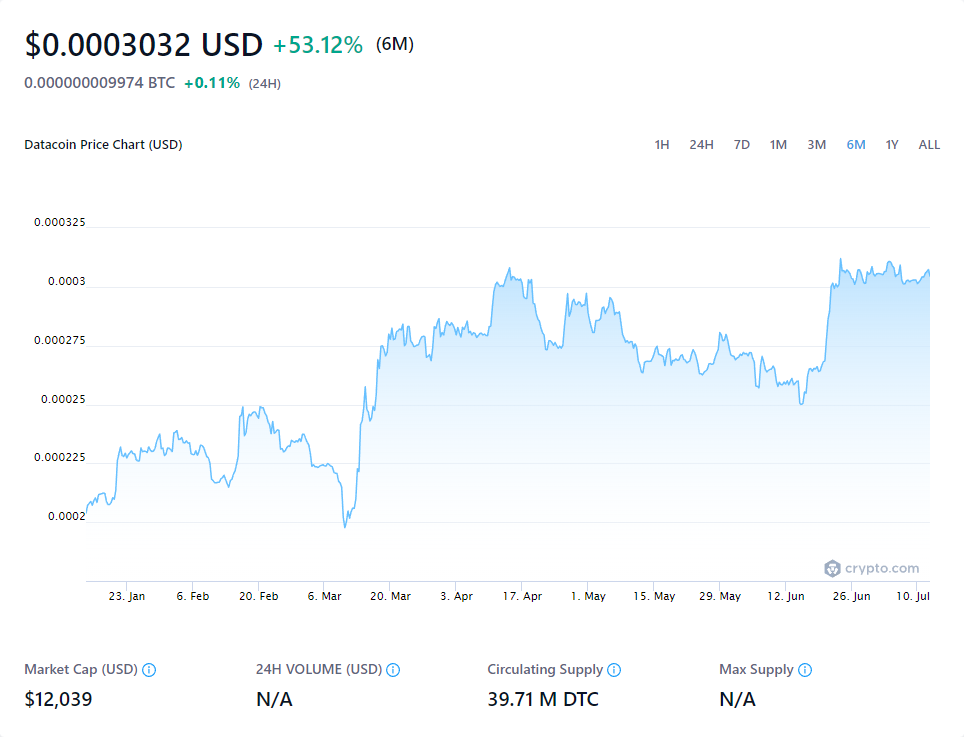 $0.0003032 USD +53.12% (6M)
0.000000009974 BTC +0.11% (24H)
Datacoin Price Chart (USD) 1H 24H 7D 1M 3M 6M 1Y ALL
0.000325
0.0003
0.000275
0.00025
0.000225
0.0002
crypto.com
23. Jan 6. Feb 20. Feb 6. Mar 20. Mar 3. Apr 17. Apr 1. May 15. May 29. May 12. Jun 26. Jun 10. Jul
Market Cap (USD) 24H VOLUME (USD) Circulating Supply Max Supply
$12,039 N/A 39.71 M DTC N/A